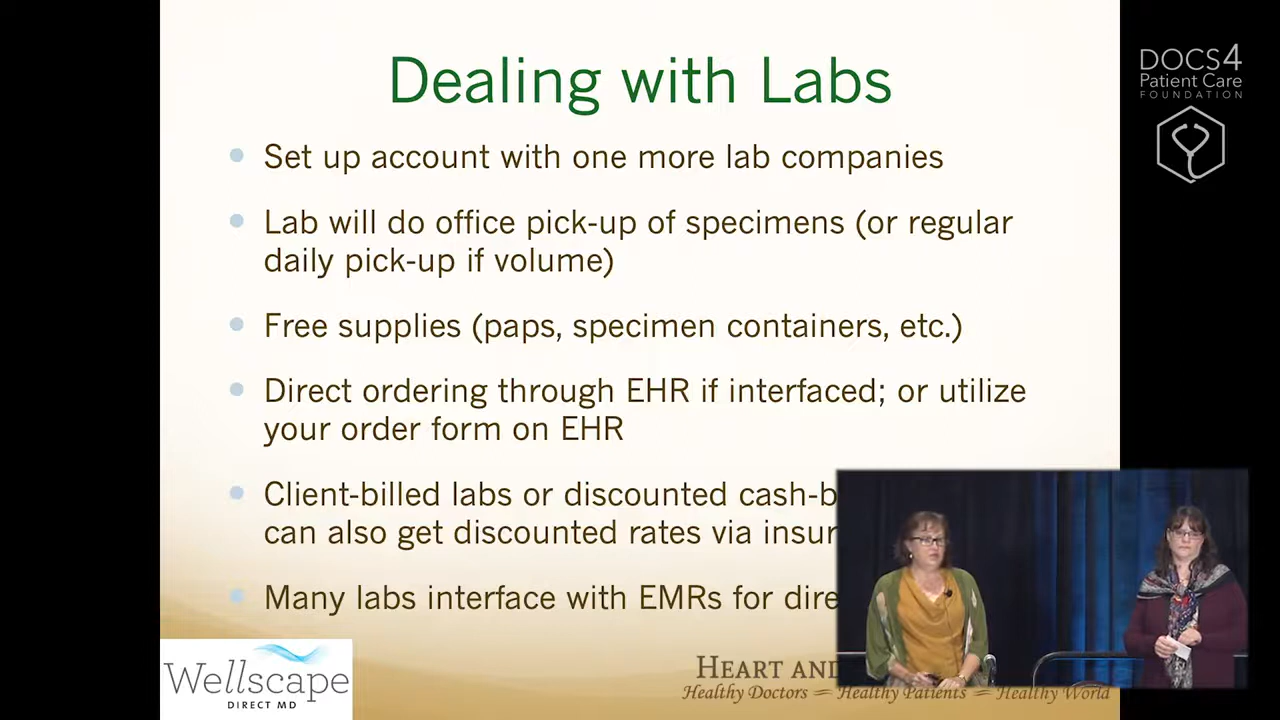 Dealing with Labs
DOCS4
Patient Care
FOUNDATION
Set up account with one more lab companies
Lab will do office pick-up of specimens (or regular
daily pick-up if volume)
Free supplies (paps, specimen containers, etc.)
Direct ordering through EHR if interfaced; or utilize
your order form on EHR
Client-billed labs or discounted
can also get discounted rates via
Many labs interface with EMRs for
Wellscape
DIRECT MD
HEART AND
Healthy Doctors — Healthy Patients — Healthy World